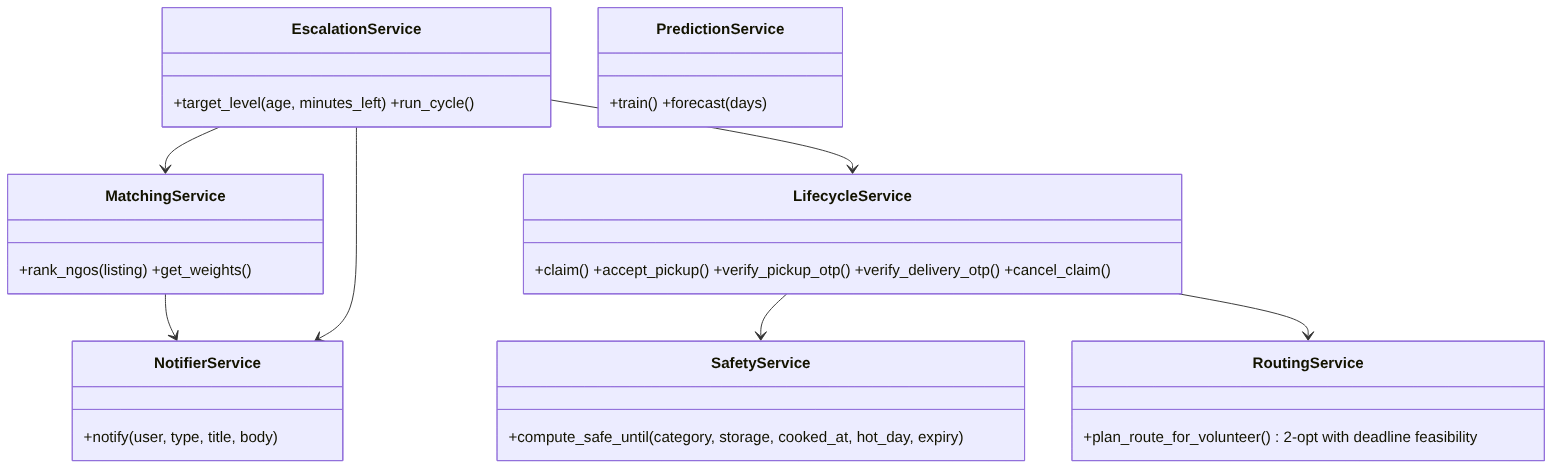 EscalationService
+target_level(age, minutes_left) +run_cycle()
PredictionService
+train() +forecast(days)
MatchingService
+rank_ngos(listing) +get_weights()
LifecycleService
+claim() +accept_pickup() +verify_pickup_otp() +verify_delivery_otp() +cancel_claim()
NotifierService
+notify(user, type, title, body)
SafetyService
+compute_safe_until(category, storage, cooked_at, hot_day, expiry)
RoutingService
+plan_route_for_volunteer() : 2-opt with deadline feasibility